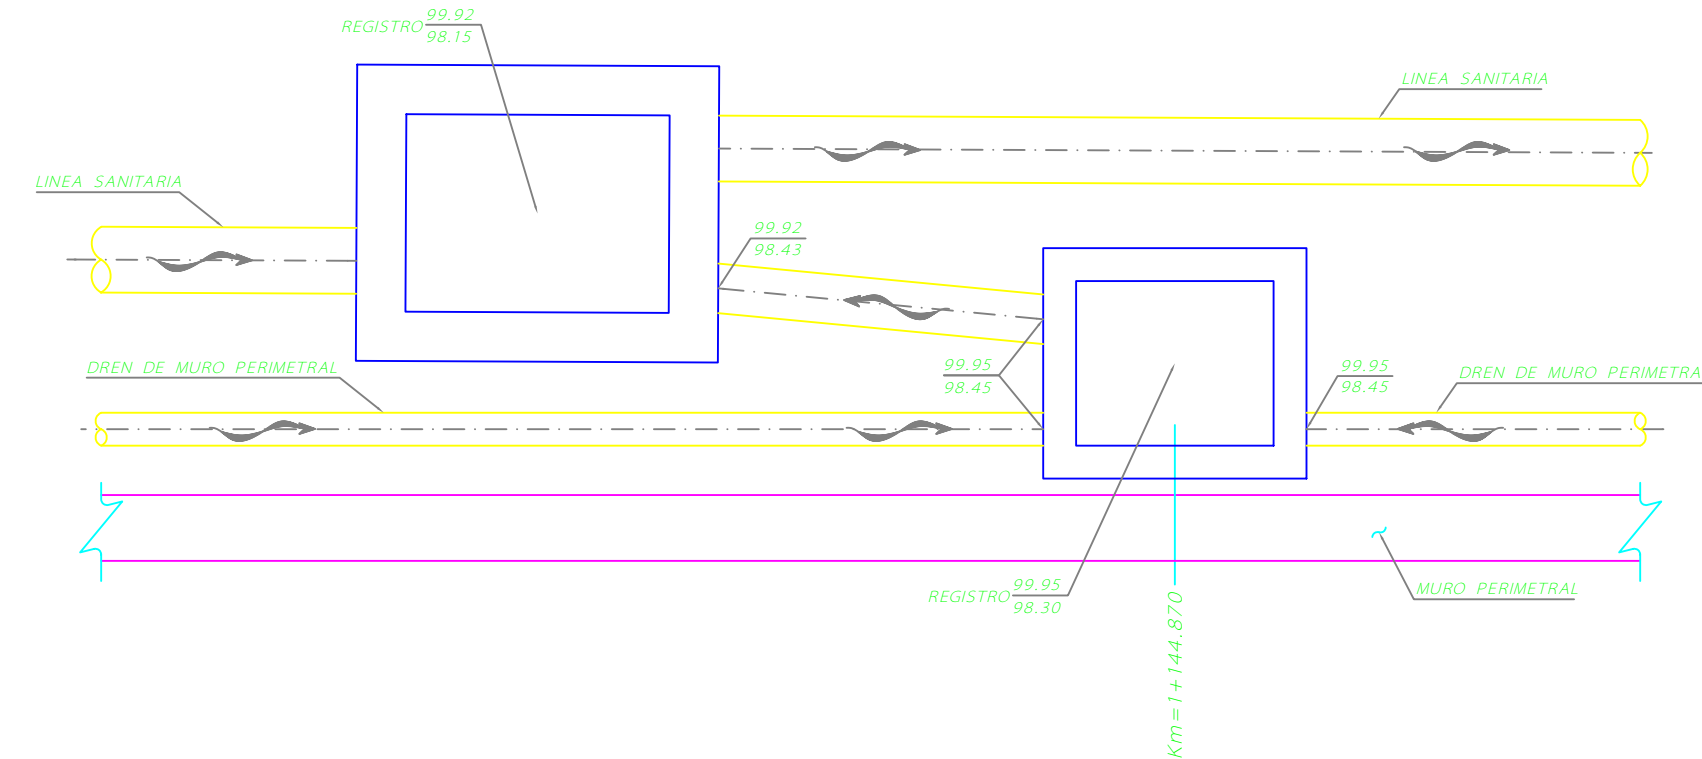 99.92
REGISTRO
98.15
LINEA SANITARIA
LINEA SANITARIA
99.92
98.43
DREN DE MURO PERIMETRAL
99.95
98.45
99.95
98.45
DREN DE MURO PERIMETRA
99.95
REGISTRO
98.30
MURO PERIMETRAL
Km=1+144.870